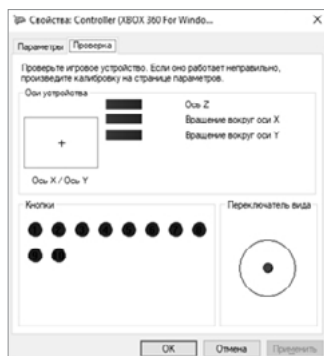 Свойства: Controller (XBOX 360 For Windo...
Параметры Проверка
Проверьте игровое устройство. Если оно работает неправильно,
произведите калибровку на странице параметров.
Оси устройства
Ось Z
Вращение вокруг оси X
Вращение вокруг оси Y
Ось X / Ось Y
Кнопки
Переключатель вида
OK Отмена Применить